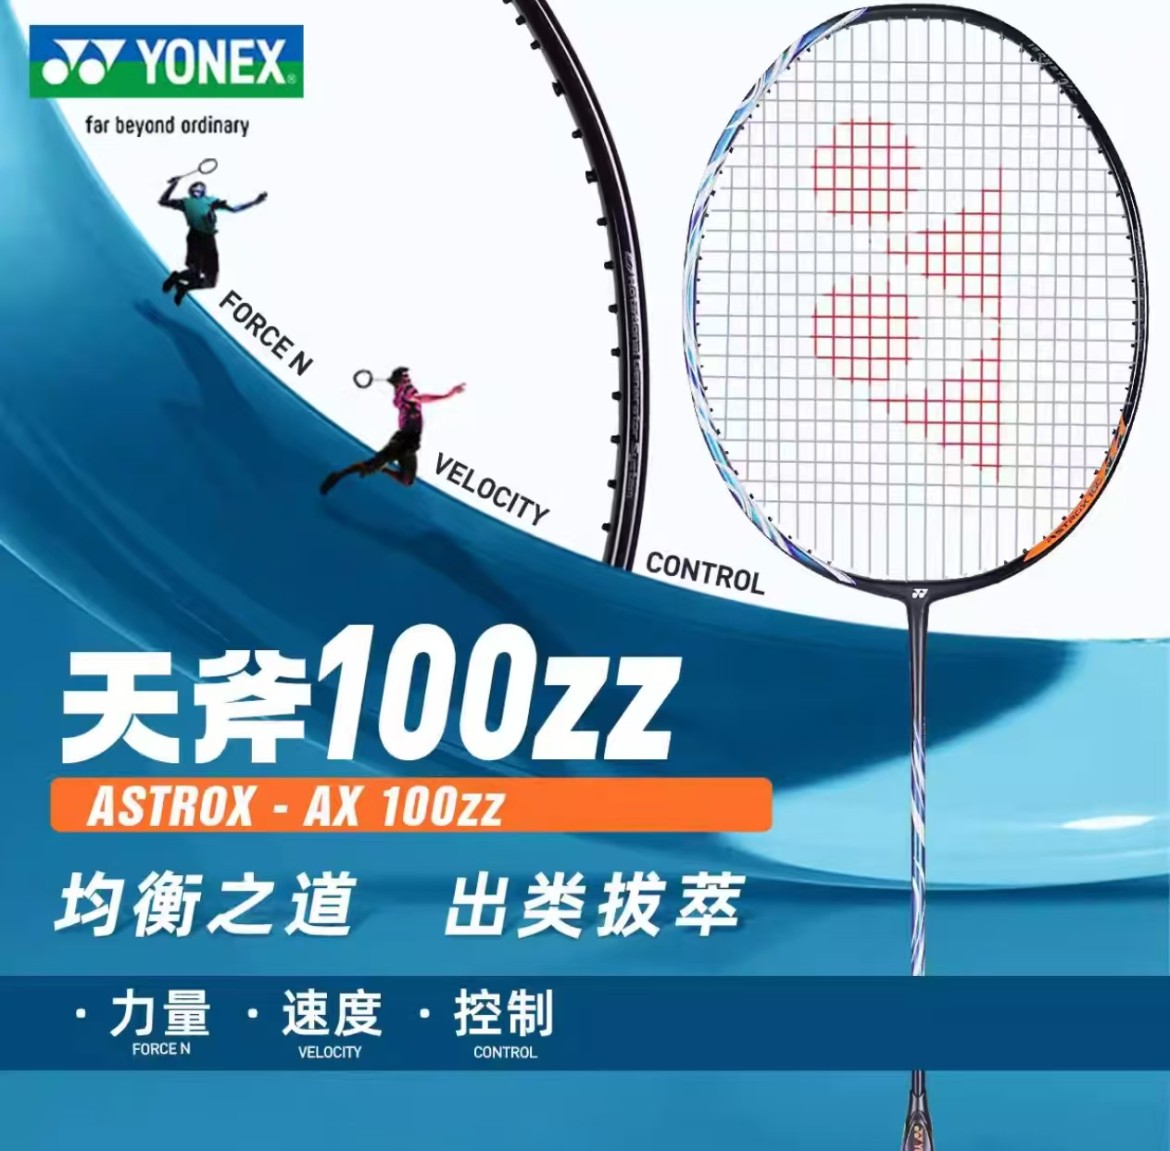 YONEX®
far beyond ordinary
FORCE N
VELOCITY
CONTROL
天斧100zz
ASTROX - AX 100zz
均衡之道 出类拔萃
· 力量 · 速度 · 控制
FORCE N VELOCITY CONTROL